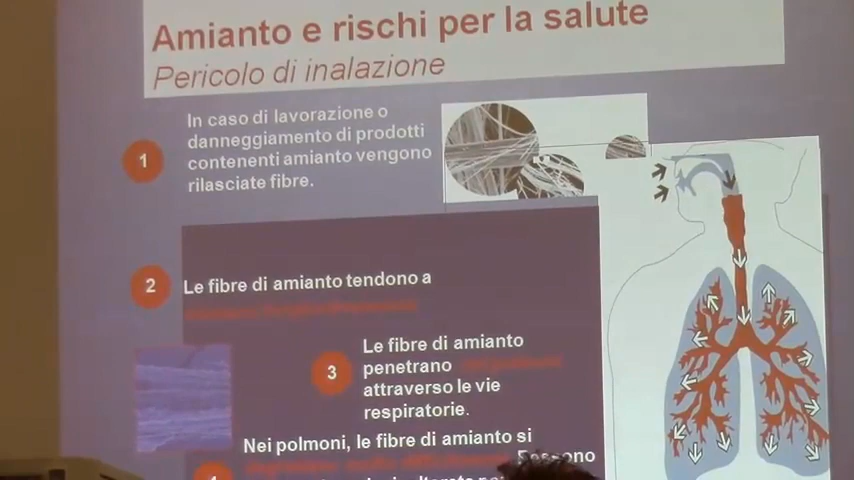 Amianto e rischi per la salute
Pericolo di inalazione
1
In caso di lavorazione o
danneggiamento di prodotti
contenenti amianto vengono
rilasciate fibre.
2
Le fibre di amianto tendono a
3
Le fibre di amianto
penetrano
attraverso le vie
respiratorie.
Nei polmoni, le fibre di amianto si